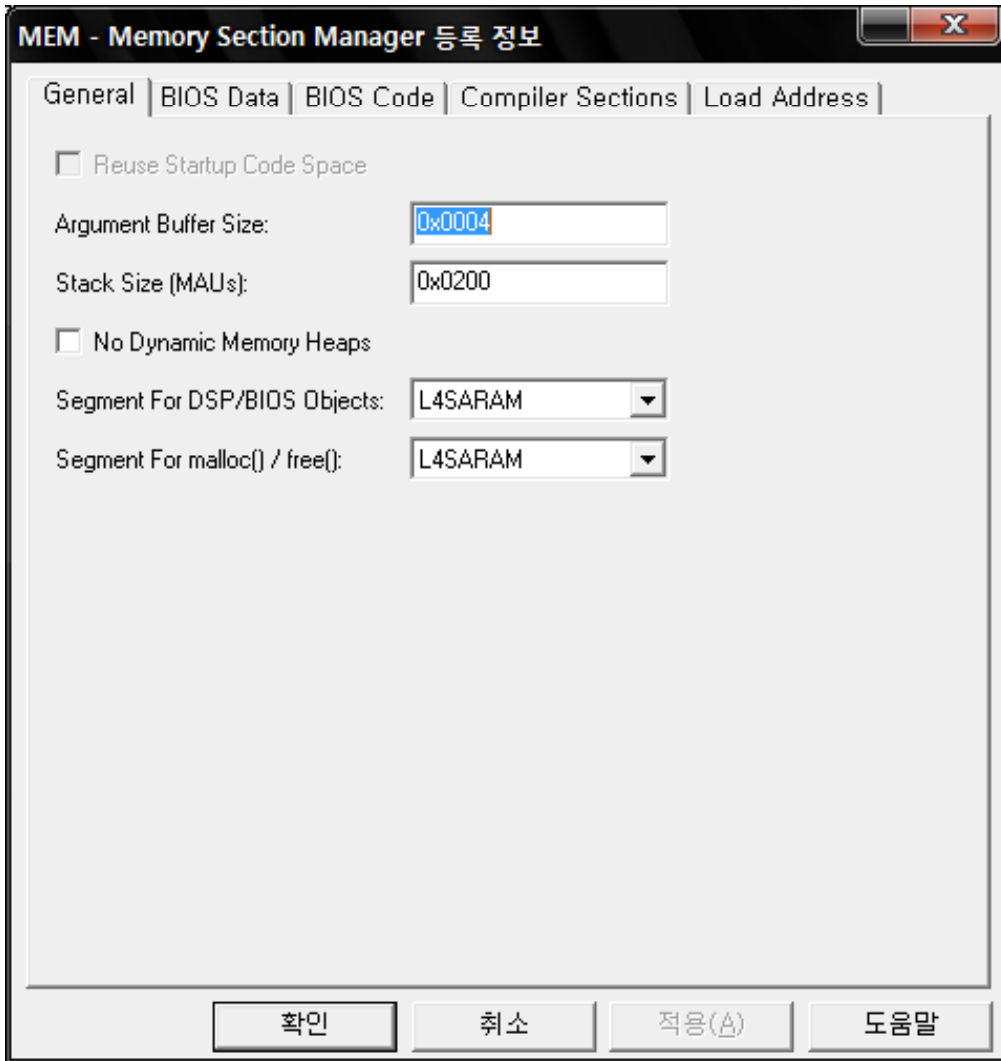 MEM - Memory Section Manager 등록 정보
General BIOS Data BIOS Code Compiler Sections Load Address
Reuse Startup Code Space
Argument Buffer Size: 0x0004
Stack Size (MAUs): 0x0200
No Dynamic Memory Heaps
Segment For DSP/BIOS Objects: L4SARAM
Segment For malloc() / free(): L4SARAM
확인 취소 적용(A) 도움말